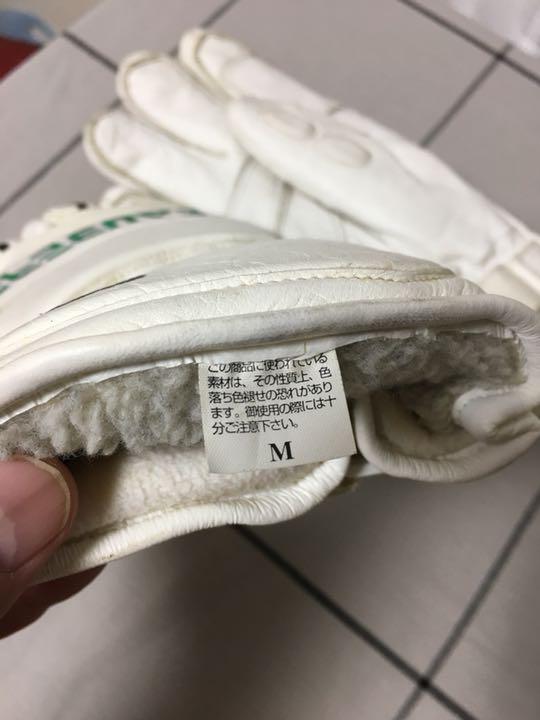 この商品に使われている
素材は、その性質上、色
落ち色褪せの恐れがあり
ます。御使用の際には十
分ご注意下さい。
M